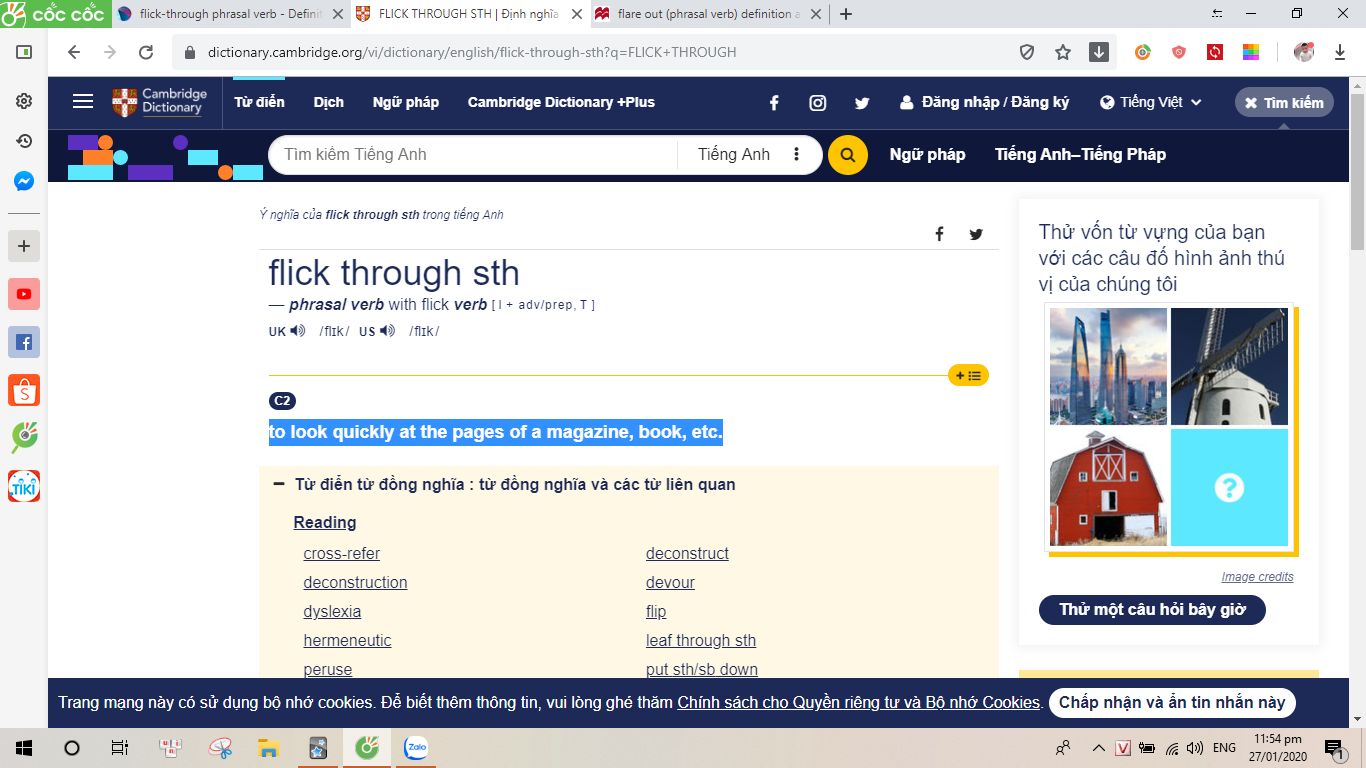 cốc cốc
flick-through phrasal verb - Definit
FLICK THROUGH STH | Định nghĩa
flare out (phrasal verb) definition a
dictionary.cambridge.org/vi/dictionary/english/flick-through-sth?q=FLICK+THROUGH
Cambridge
Dictionary
Từ điển
Dịch
Ngữ pháp
Cambridge Dictionary +Plus
Đăng nhập / Đăng ký
Tiếng Việt
Tìm kiếm
Tìm kiếm Tiếng Anh
Tiếng Anh
Ngữ pháp
Tiếng Anh–Tiếng Pháp
Ý nghĩa của flick through sth trong tiếng Anh
flick through sth
— phrasal verb with flick verb [ I + adv/prep, T ]
UK /flɪk/ US /flɪk/
C2
to look quickly at the pages of a magazine, book, etc.
Từ điển từ đồng nghĩa : từ đồng nghĩa và các từ liên quan
Reading
cross-refer
deconstruct
deconstruction
devour
dyslexia
flip
hermeneutic
leaf through sth
peruse
put sth/sb down
Thử vốn từ vựng của bạn
với các câu đố hình ảnh thú
vị của chúng tôi
Image credits
Thử một câu hỏi bây giờ
Trang mạng này có sử dụng bộ nhớ cookies. Để biết thêm thông tin, vui lòng ghé thăm Chính sách cho Quyền riêng tư và Bộ nhớ Cookies.
Chấp nhận và ẩn tin nhắn này
TIKI
Zalo
ENG
11:54 pm
27/01/2020
1